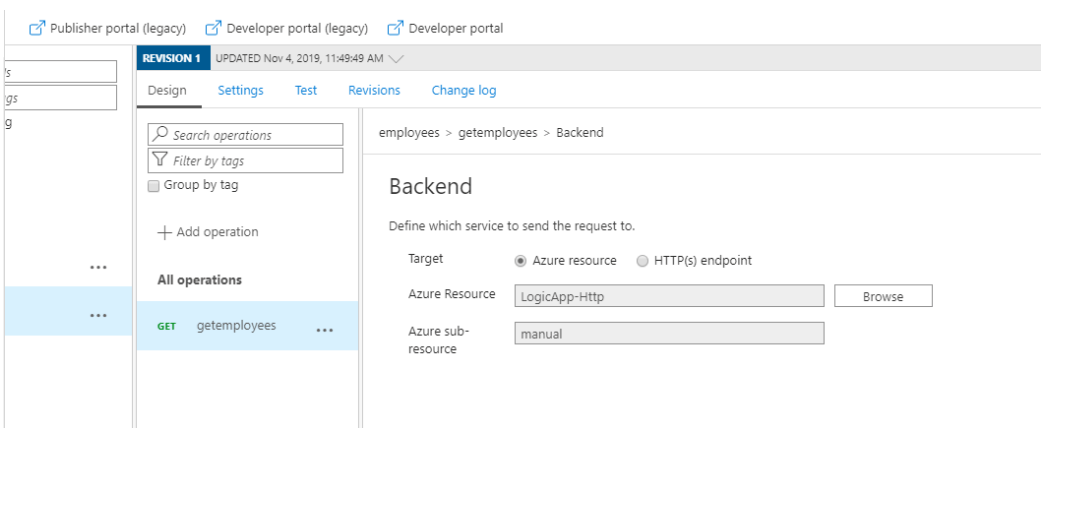 Publisher portal (legacy) Developer portal (legacy) Developer portal
REVISION 1 UPDATED Nov 4, 2019, 11:49:49 AM
Design Settings Test Revisions Change log
Search operations
Filter by tags
Group by tag
Add operation
All operations
GET getemployees ...
employees > getemployees > Backend
Backend
Define which service to send the request to.
Target Azure resource HTTP(s) endpoint
Azure Resource LogicApp-Http Browse
Azure sub-
resource
manual